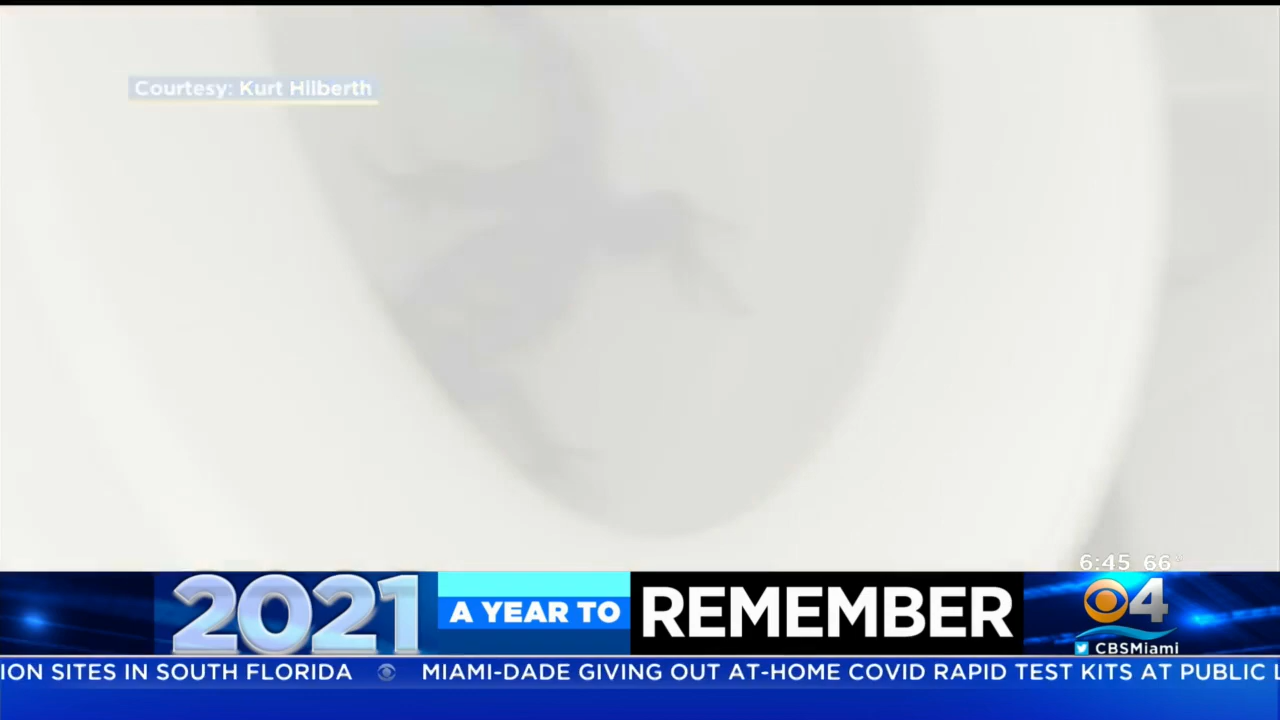 Courtesy: Kurt Hilberth
6:45 66°
2021 A YEAR TO REMEMBER
4
CBSMiami
ION SITES IN SOUTH FLORIDA MIAMI-DADE GIVING OUT AT-HOME COVID RAPID TEST KITS AT PUBLIC L